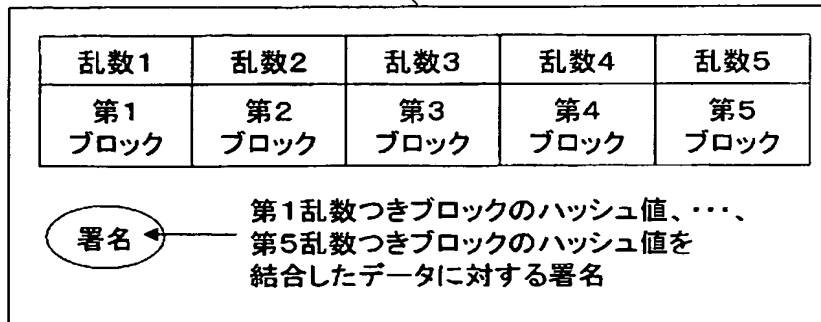 乱数1 乱数2 乱数3 乱数4 乱数5
第1 第2 第3 第4 第5
ブロック ブロック ブロック ブロック ブロック
第1乱数つきブロックのハッシュ値、・・・、
署名 第5乱数つきブロックのハッシュ値を
結合したデータに対する署名